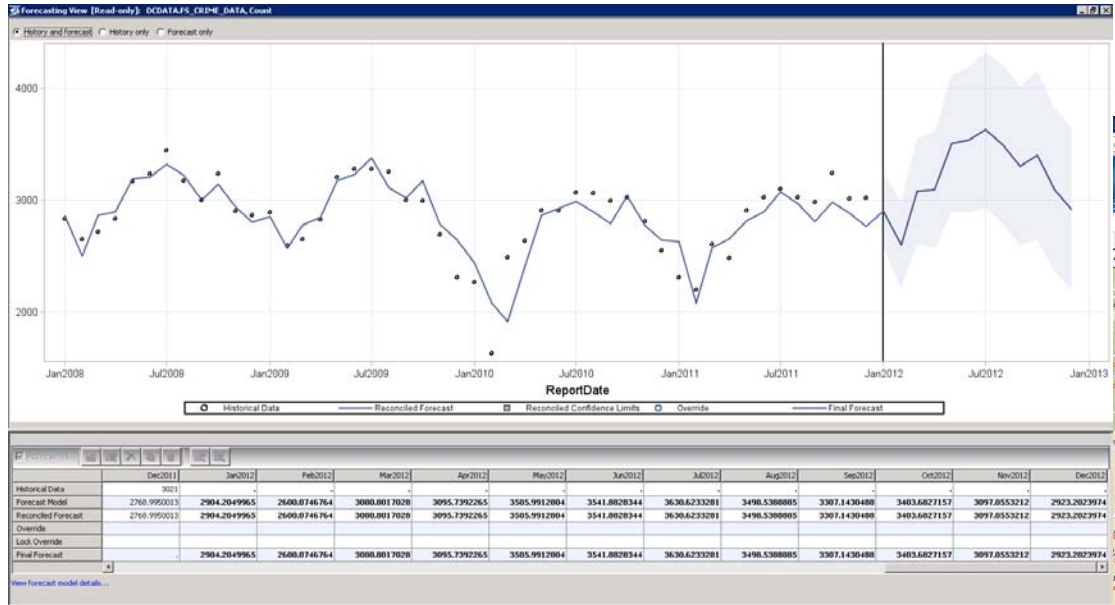 Forecasting View [Read-only]: DCDATA.FS_CRIME_DATA, Count
History and forecast History only Forecast only
4000
3000
2000
Jan2008 Jul2008 Jan2009 Jul2009 Jan2010 Jul2010 Jan2011 Jul2011 Jan2012 Jul2012 Jan2013
ReportDate
Historical Data Reconciled Forecast Reconciled Confidence Limits Override Final Forecast
Dec2011 Jan2012 Feb2012 Mar2012 Apr2012 May2012 Jun2012 Jul2012 Aug2012 Sep2012 Oct2012 Nov2012 Dec2012
Historical Data 3021 . . . . . . . . . . . .
Forecast Model 2768.9950013 2904.2049965 2600.0746764 3080.8017028 3095.7392265 3505.9912804 3541.8828344 3630.6233281 3498.5388885 3307.1430488 3403.6827157 3097.0553212 2923.2023974
Reconciled Forecast 2768.9950013 2904.2049965 2600.0746764 3080.8017028 3095.7392265 3505.9912804 3541.8828344 3630.6233281 3498.5388885 3307.1430488 3403.6827157 3097.0553212 2923.2023974
Override
Lock Override
Final Forecast . 2904.2049965 2600.0746764 3080.8017028 3095.7392265 3505.9912804 3541.8828344 3630.6233281 3498.5388885 3307.1430488 3403.6827157 3097.0553212 2923.2023974
View forecast model details...